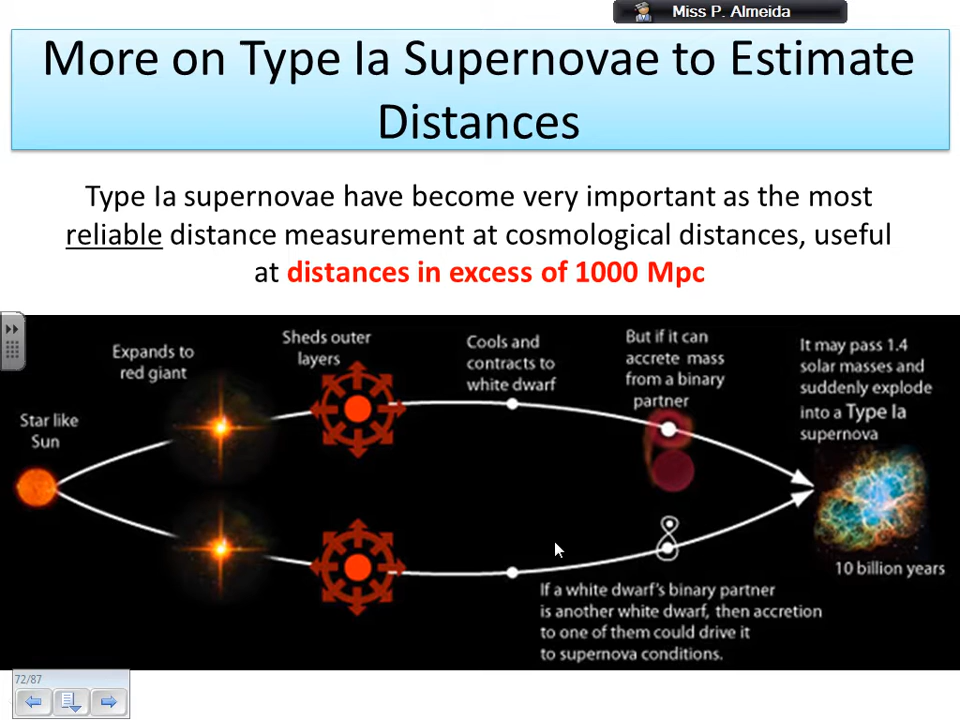 Miss P. Almeida
More on Type Ia Supernovae to Estimate
Distances
Type Ia supernovae have become very important as the most
reliable distance measurement at cosmological distances, useful
at distances in excess of 1000 Mpc
Star like
Sun
Expands to
red giant
Sheds outer
layers
Cools and
contracts to
white dwarf
But if it can
accrete mass
from a binary
partner
It may pass 1.4
solar masses and
suddenly explode
into a Type Ia
supernova
10 billion years
If a white dwarf's binary partner
is another white dwarf, then accretion
to one of them could drive it
to supernova conditions.
72/87